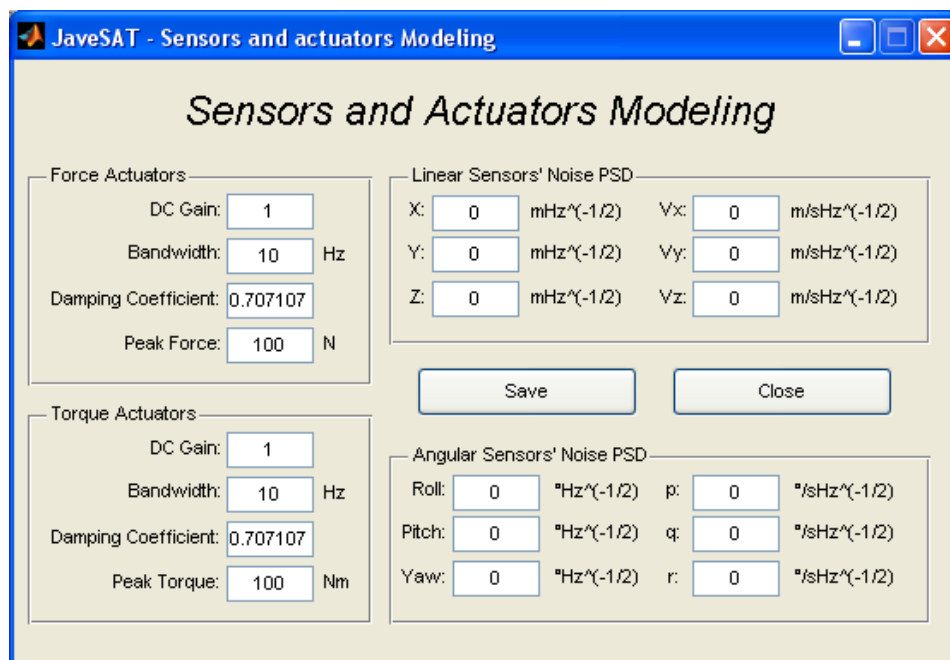 JaveSAT - Sensors and actuators Modeling
Sensors and Actuators Modeling
Force Actuators
DC Gain: 1
Bandwidth: 10 Hz
Damping Coefficient: 0.707107
Peak Force: 100 N
Torque Actuators
DC Gain: 1
Bandwidth: 10 Hz
Damping Coefficient: 0.707107
Peak Torque: 100 Nm
Linear Sensors' Noise PSD
X: 0 mHz^(-1/2) Vx: 0 m/sHz^(-1/2)
Y: 0 mHz^(-1/2) Vy: 0 m/sHz^(-1/2)
Z: 0 mHz^(-1/2) Vz: 0 m/sHz^(-1/2)
Save Close
Angular Sensors' Noise PSD
Roll: 0 °Hz^(-1/2) p: 0 °/sHz^(-1/2)
Pitch: 0 °Hz^(-1/2) q: 0 °/sHz^(-1/2)
Yaw: 0 °Hz^(-1/2) r: 0 °/sHz^(-1/2)